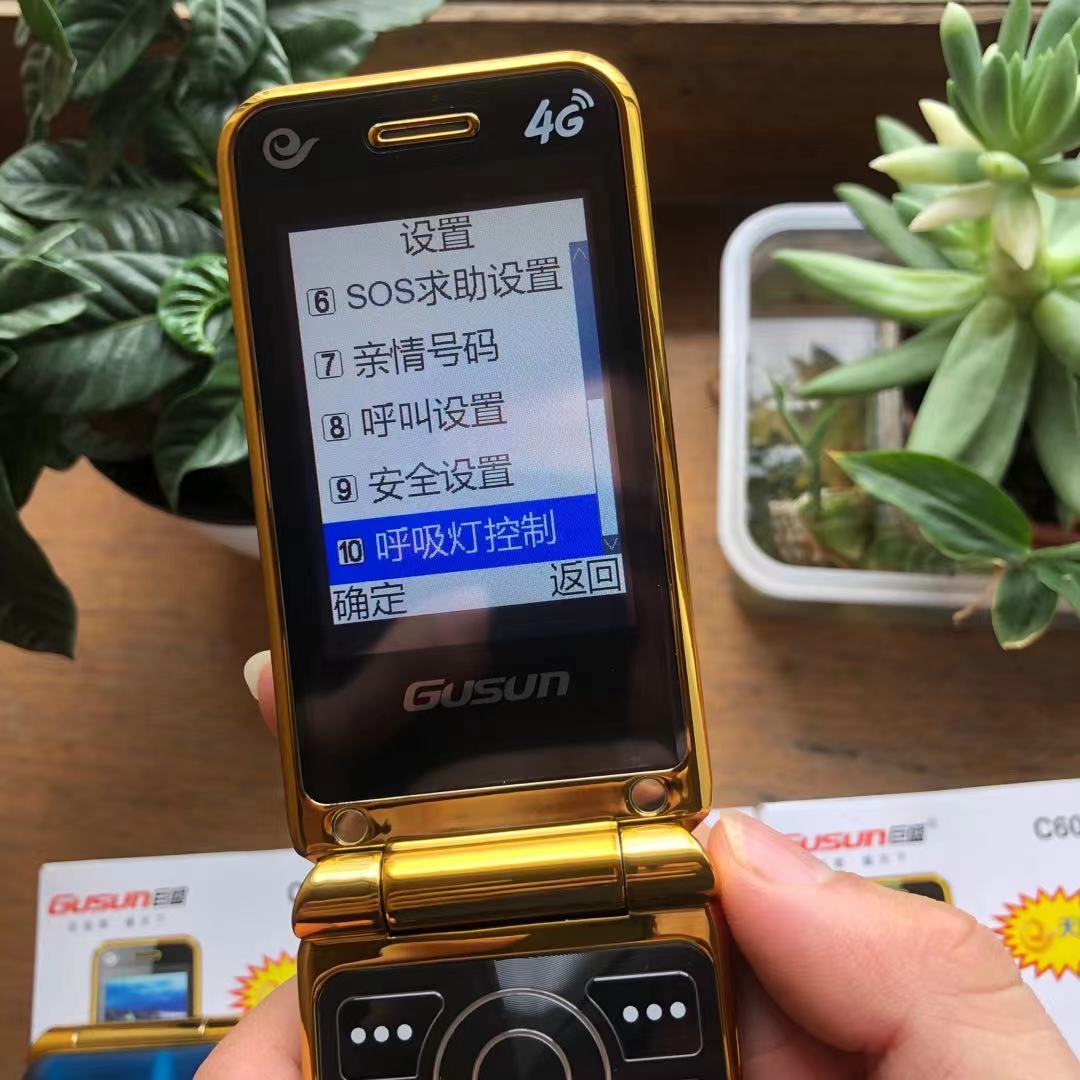 4G
设置
6 SOS求助设置
7 亲情号码
8 呼叫设置
9 安全设置
10 呼吸灯控制
确定 返回
GUSUN
GUSUN巨盛 C60
GUSUN巨盛
天